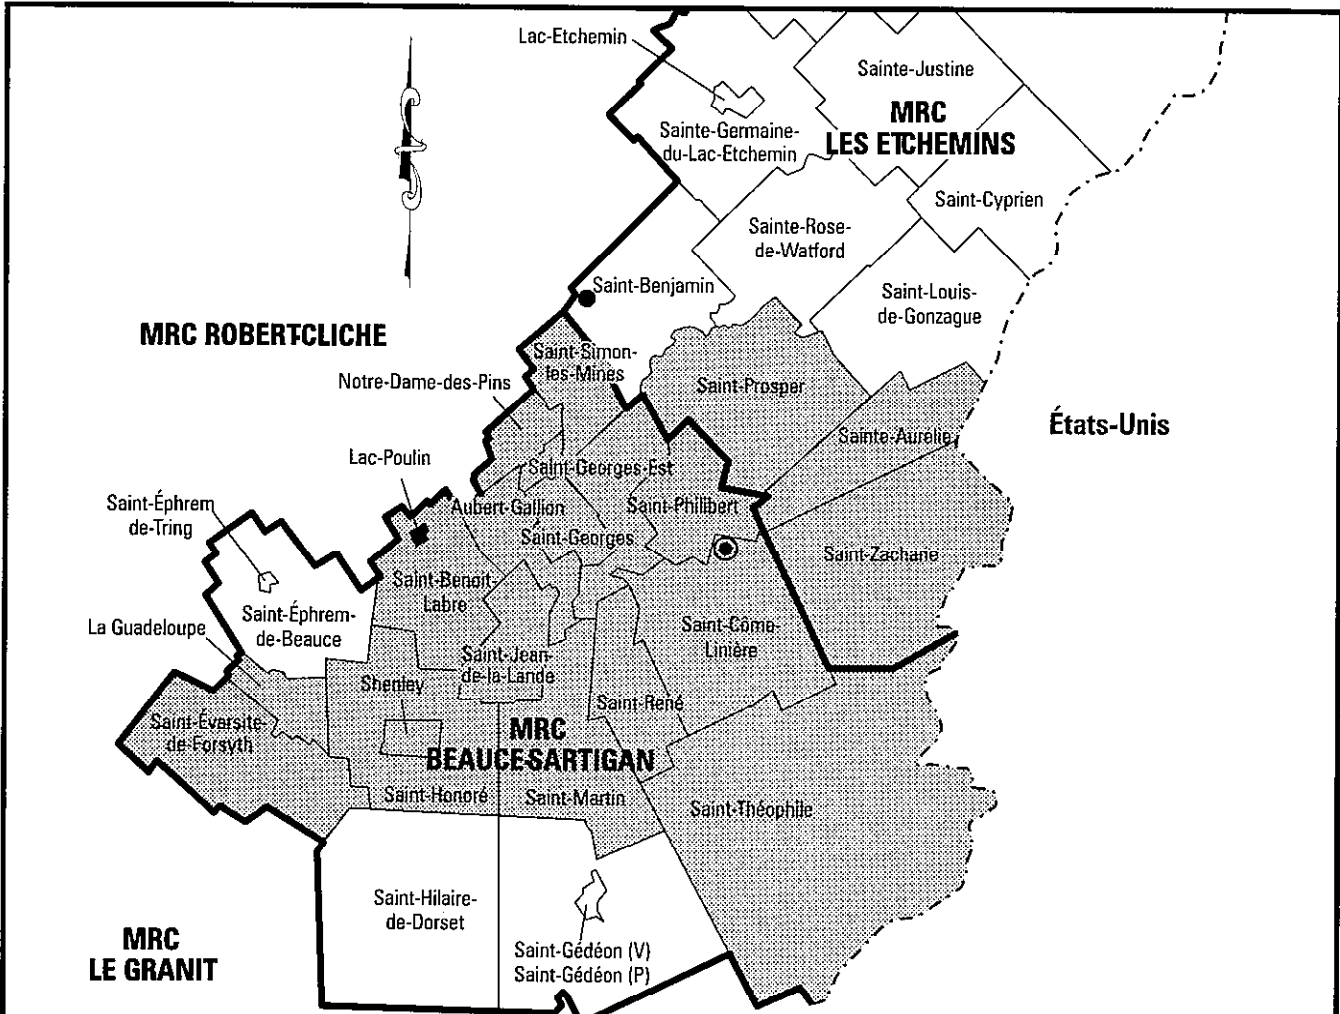 Lac-Etchemin
Sainte-Justine
MRC
LES ETCHEMINS
Sainte-Germaine-
du-Lac-Etchemin
Saint-Cyprien
Sainte-Rose-
de-Watford
Saint-Benjamin
Saint-Louis-
de-Gonzague
MRC ROBERT-CLICHE
Saint-Simon-
les-Mines
Notre-Dame-des-Pins
Saint-Prosper
États-Unis
Sainte-Aurélie
Lac-Poulin
Saint-Georges-Est
Saint-Éphrem
de-Tring
Aubert-Gallion
Saint-Philibert
Saint-Georges
Saint-Zacharie
Saint-Benoit-
Labre
Saint-Éphrem-
de-Beauce
La Guadeloupe
Saint-Côme-
Linière
Saint-Jean-
de-la-Lande
Shenley
Saint-René
Saint-Évarsite-
de-Forsyth
MRC
BEAUCE-SARTIGAN
Saint-Honoré
Saint-Martin
Saint-Théophile
Saint-Hilaire-
de-Dorset
MRC
LE GRANIT
Saint-Gédéon (V)
Saint-Gédéon (P)